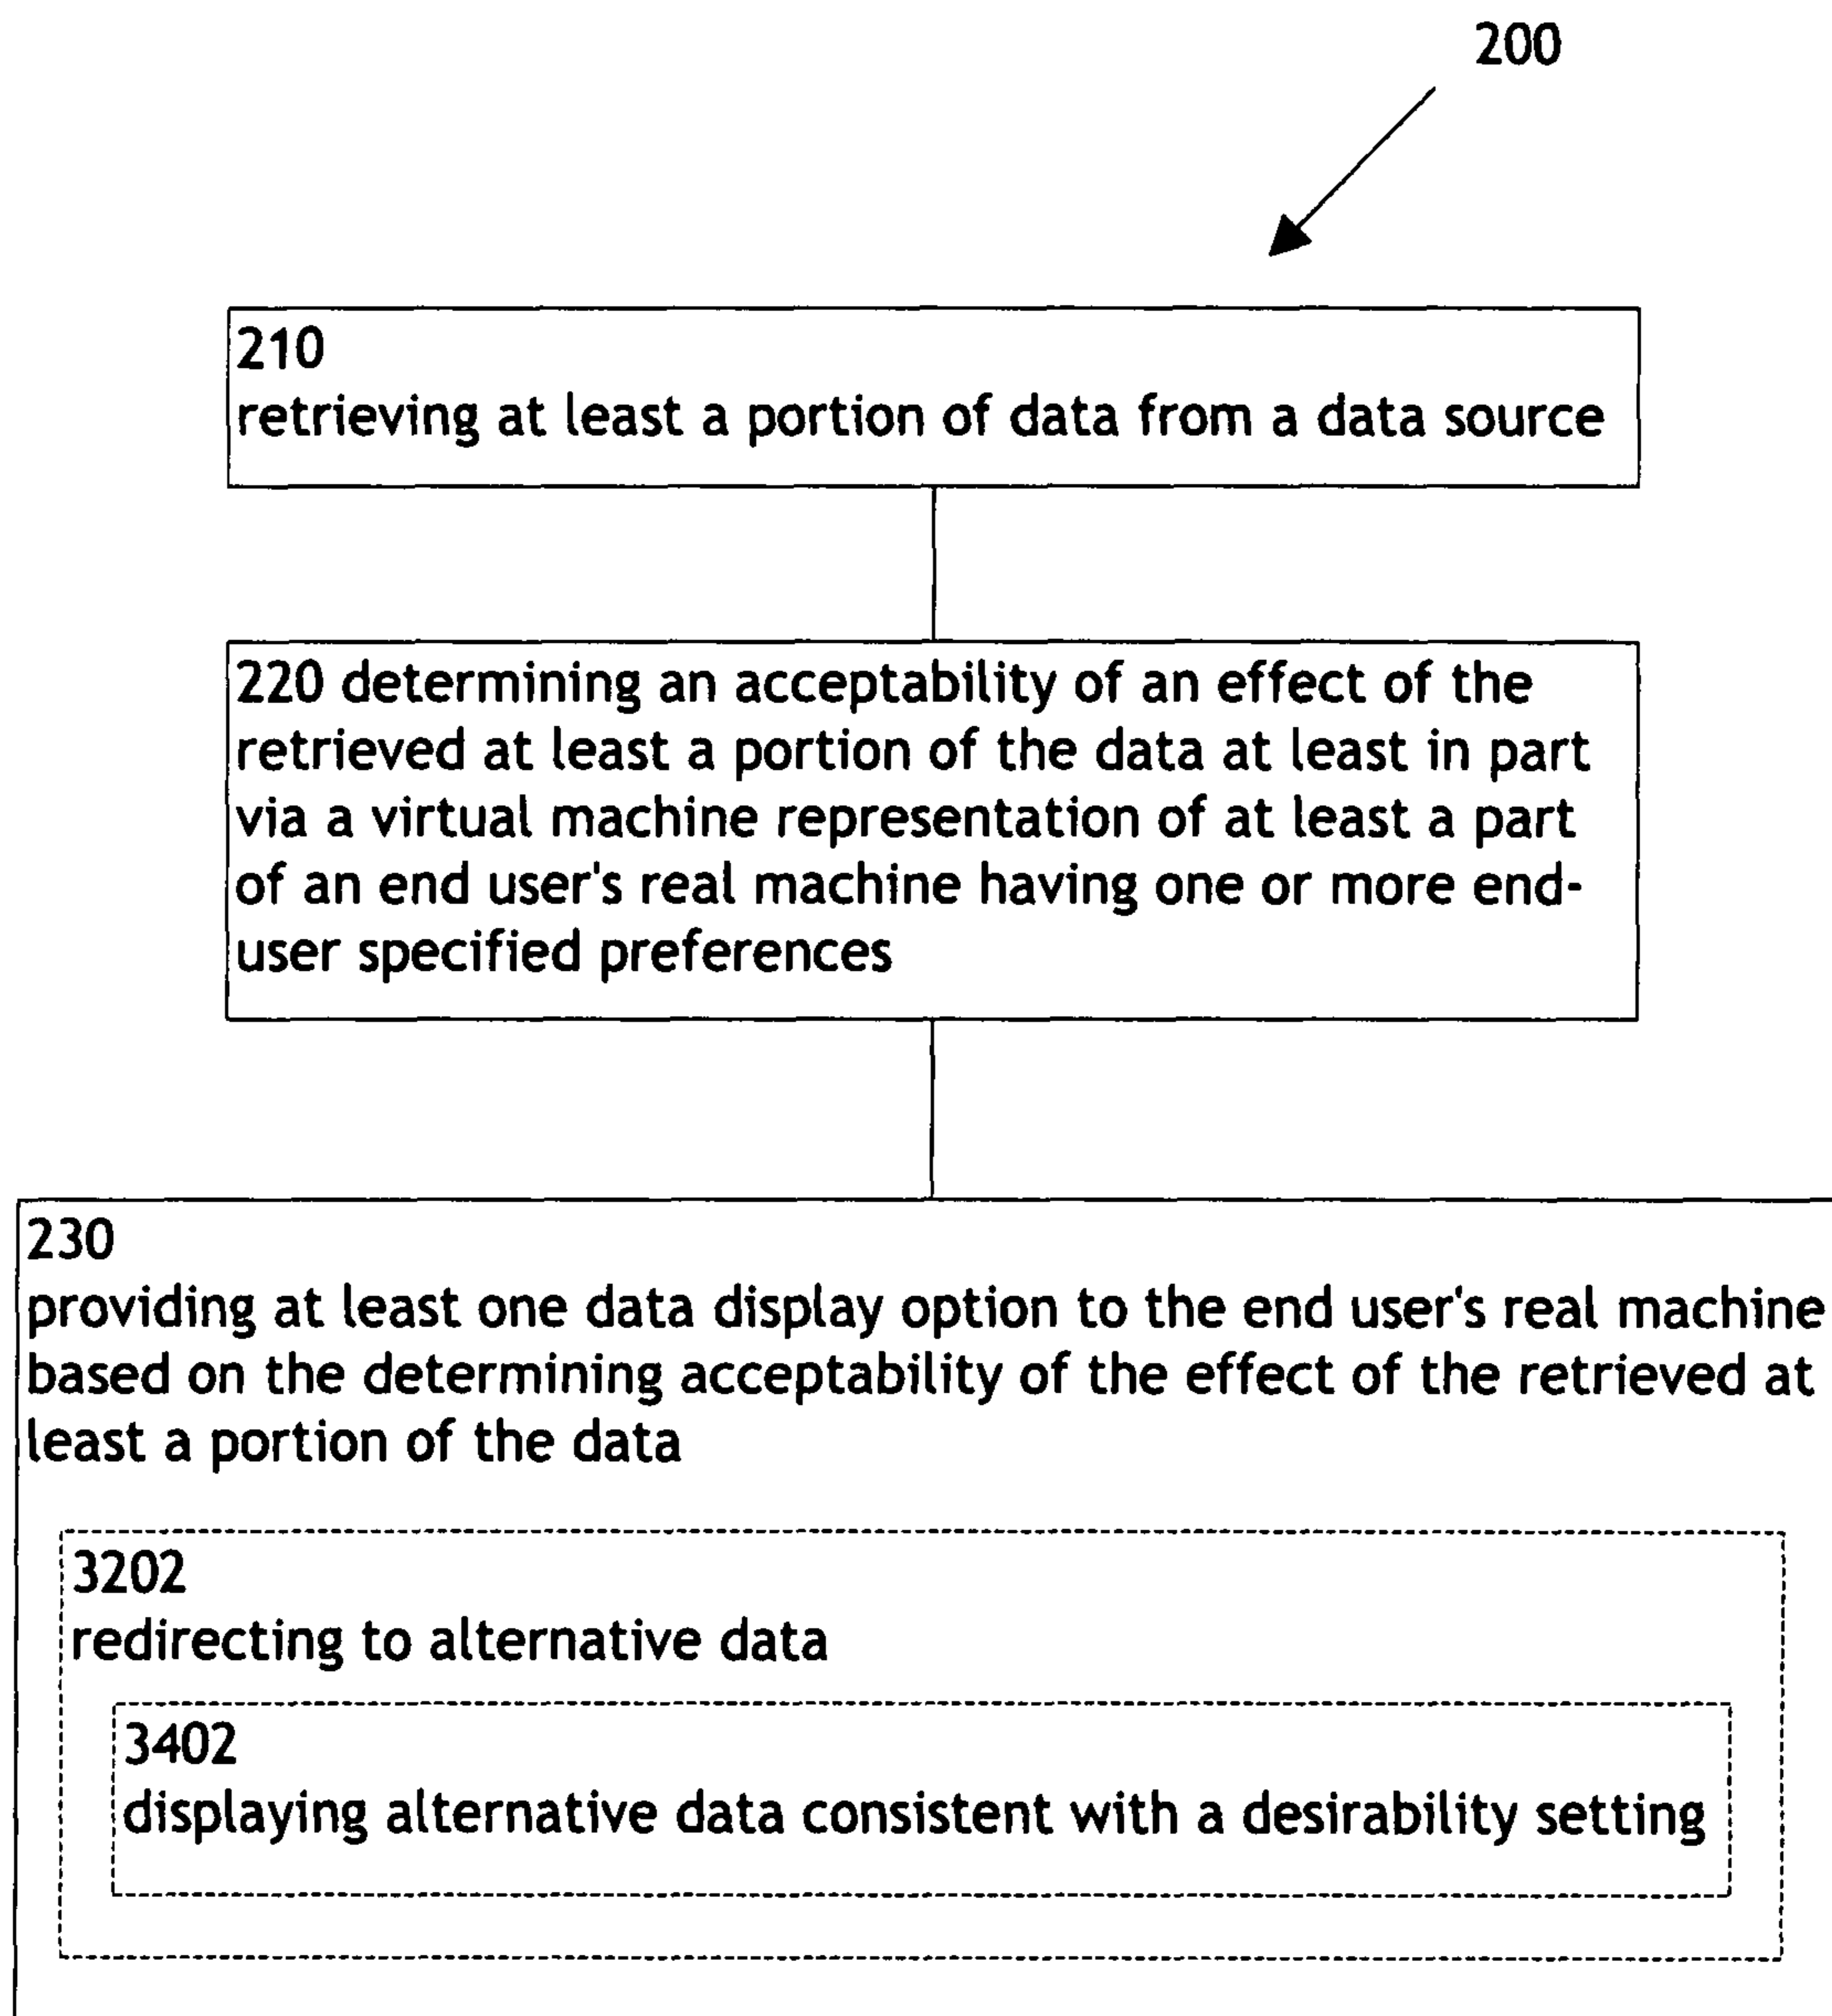 200
210
retrieving at least a portion of data from a data source
220 determining an acceptability of an effect of the
retrieved at least a portion of the data at least in part
via a virtual machine representation of at least a part
of an end user's real machine having one or more end-
user specified preferences
230
providing at least one data display option to the end user's real machine
based on the determining acceptability of the effect of the retrieved at
least a portion of the data
3202
redirecting to alternative data
3402
displaying alternative data consistent with a desirability setting